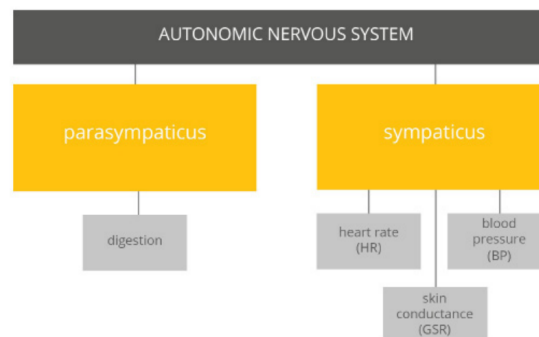 AUTONOMIC NERVOUS SYSTEM
parasympaticus
sympaticus
digestion
heart rate
(HR)
blood
pressure
(BP)
skin
conductance
(GSR)